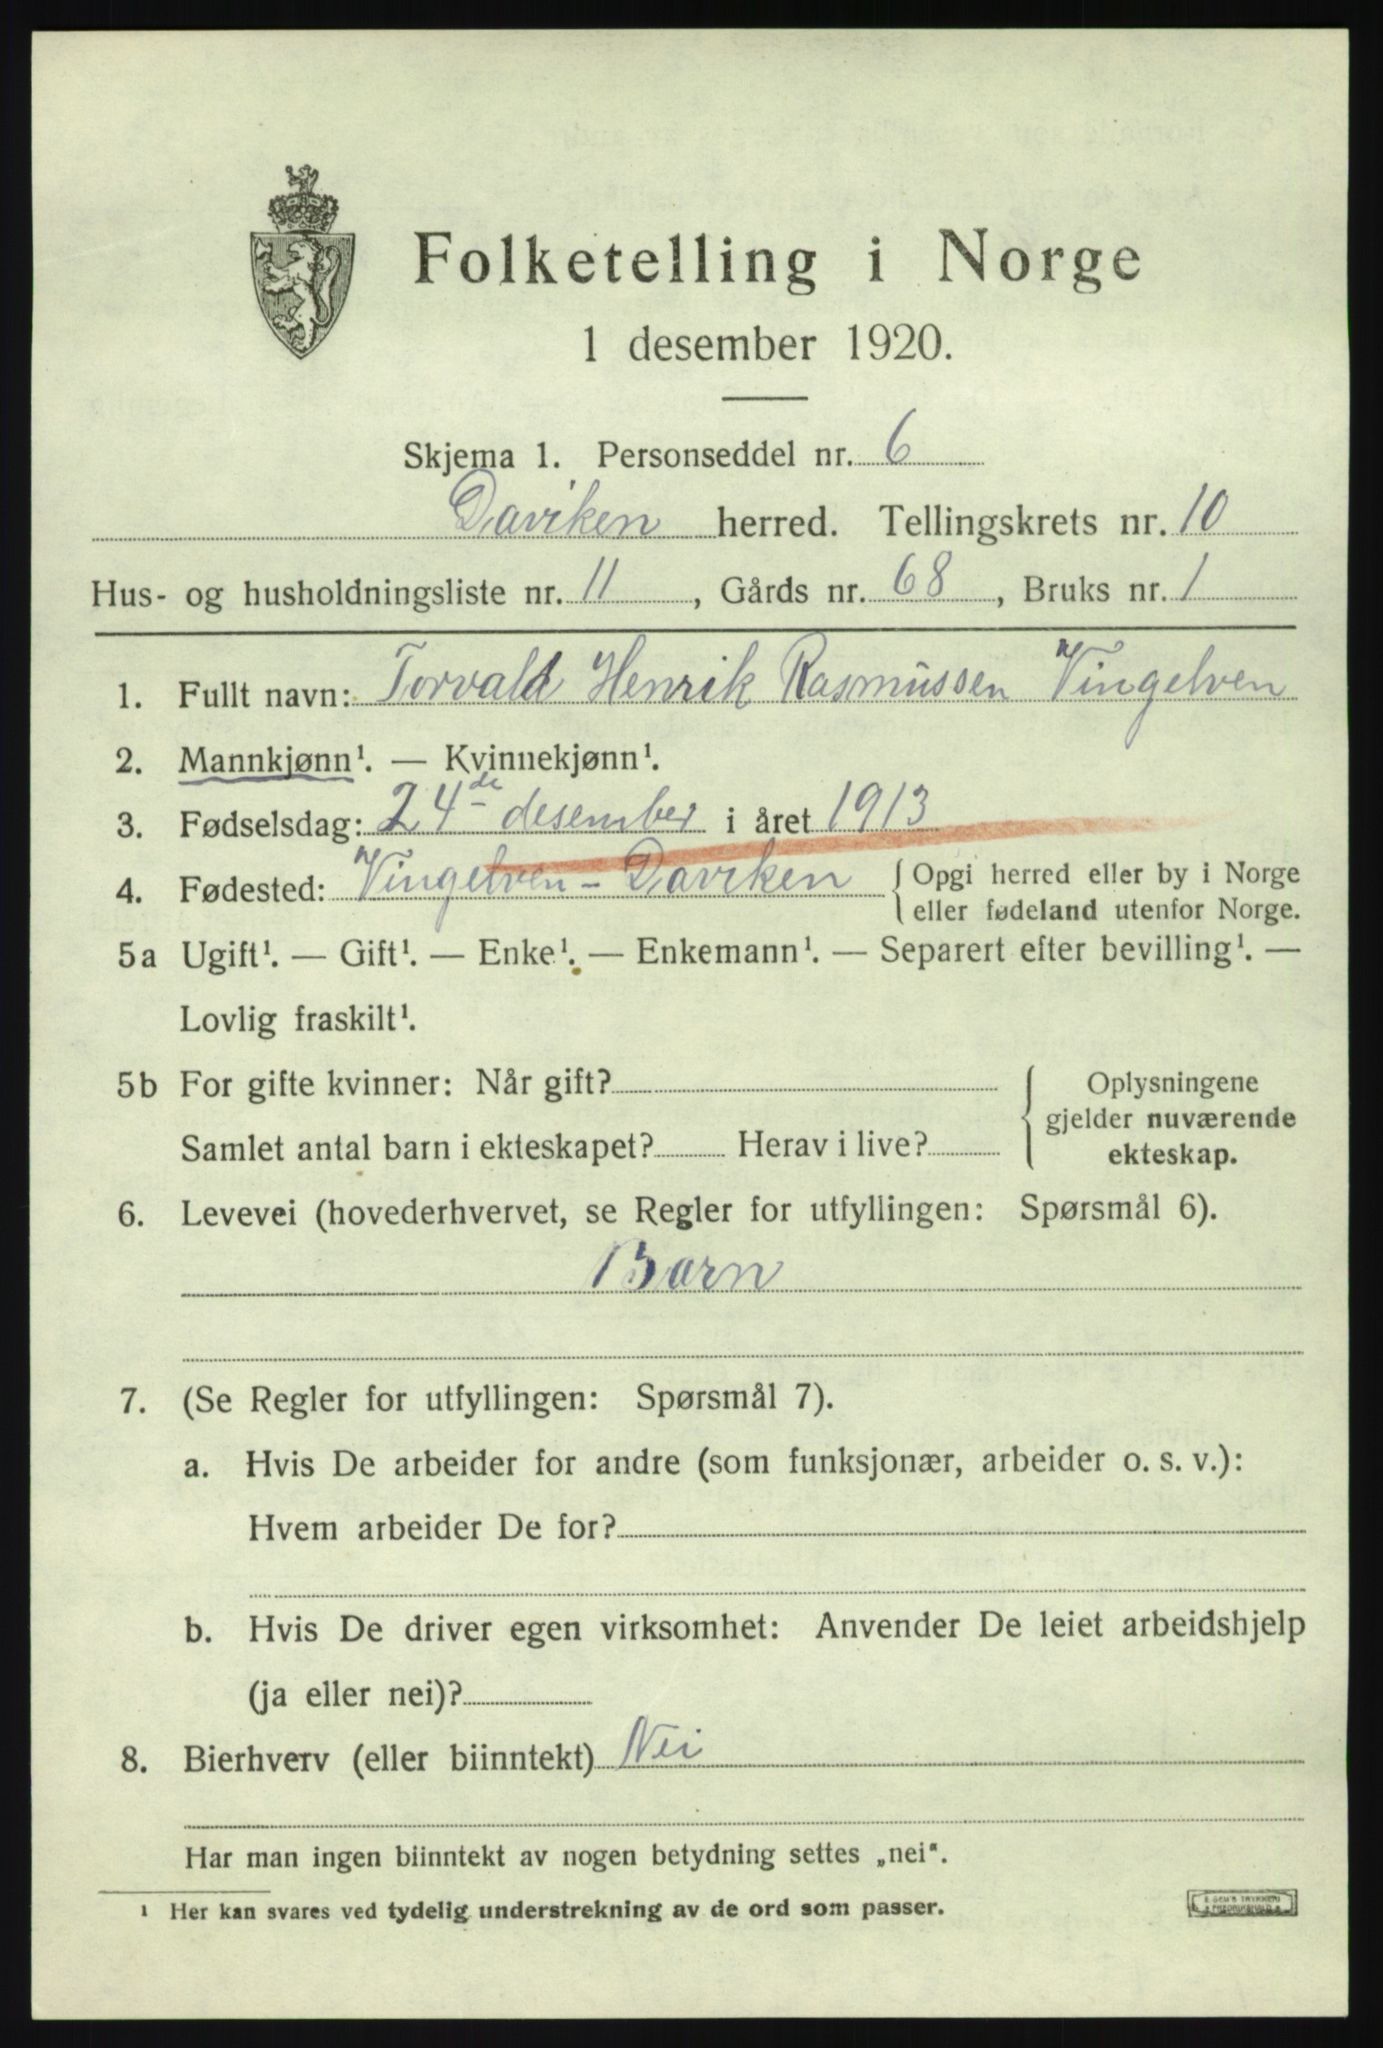 Folketelling i Norge
1 desember 1920.
Skjema 1. Personseddel nr. 6
Daviken herred. Tellingskrets nr. 10
Hus- og husholdningsliste nr. 11, Gårds nr. 68, Bruks nr. 1
1. Fullt navn: Torvald Henrik Rasmussen Vingelven
2. Mannkjønn¹. — Kvinnekjønn¹.
3. Fødselsdag: 24de desember i året 1913
4. Fødested: Vingelven - Daviken { Opgi herred eller by i Norge
eller fødeland utenfor Norge.
5a Ugift¹. — Gift¹. — Enke¹. — Enkemann¹. — Separert efter bevilling¹. —
Lovlig fraskilt¹.
5b For gifte kvinner: Når gift? { Oplysningene
gjelder nuværende
Samlet antal barn i ekteskapet? Herav i live? ekteskap.
6. Levevei (hovederhvervet, se Regler for utfyllingen: Spørsmål 6).
Barn
7. (Se Regler for utfyllingen: Spørsmål 7).
a. Hvis De arbeider for andre (som funksjonær, arbeider o. s. v.):
Hvem arbeider De for?
b. Hvis De driver egen virksomhet: Anvender De leiet arbeidshjelp
(ja eller nei)?
8. Bierhverv (eller biinntekt) Nei
Har man ingen biinntekt av nogen betydning settes „nei“.
¹ Her kan svares ved tydelig understrekning av de ord som passer.